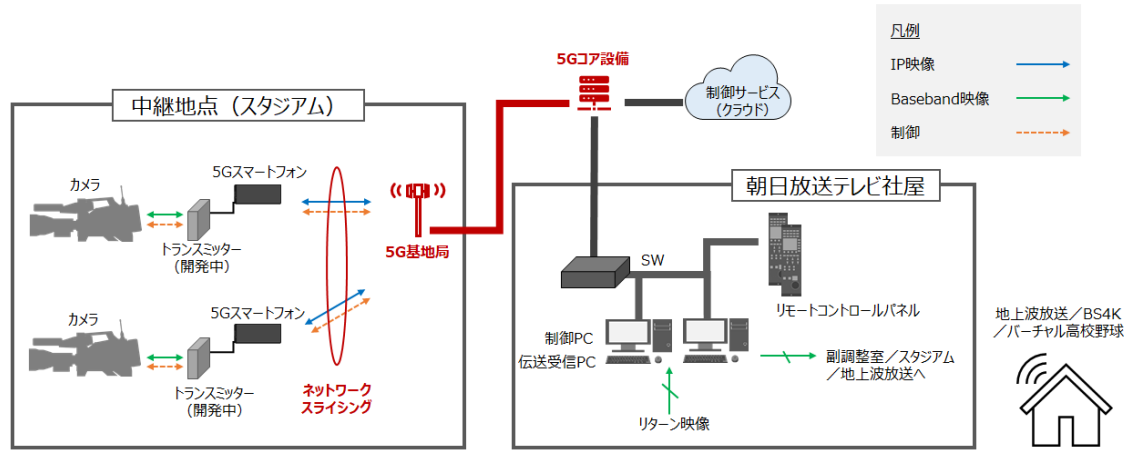 凡例
IP映像
Baseband映像
制御
5Gコア設備
制御サービス
（クラウド）
中継地点（スタジアム）
カメラ
5Gスマートフォン
トランスミッター
（開発中）
5G基地局
カメラ
5Gスマートフォン
トランスミッター
（開発中）
ネットワーク
スライシング
朝日放送テレビ社屋
SW
リモートコントロールパネル
制御PC
伝送受信PC
副調整室／スタジアム
／地上波放送へ
リターン映像
地上波放送／BS4K
／バーチャル高校野球